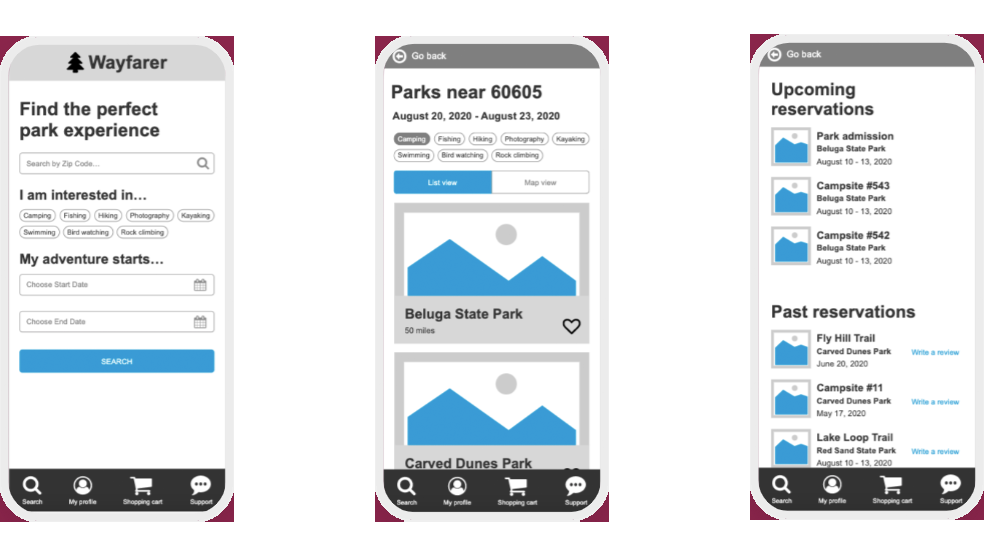 Wayfarer
Find the perfect
park experience
Search by Zip Code...
I am interested in...
Camping Fishing Hiking Photography Kayaking
Swimming Bird watching Rock climbing
My adventure starts...
Choose Start Date
Choose End Date
SEARCH
Search My profile Shopping cart Support
Go back
Parks near 60605
August 20, 2020 - August 23, 2020
Camping Fishing Hiking Photography Kayaking
Swimming Bird watching Rock climbing
List view Map view
Beluga State Park
50 miles
Carved Dunes Park
Search My profile Shopping cart Support
Go back
Upcoming
reservations
Park admission
Beluga State Park
August 10 - 13, 2020
Campsite #543
Beluga State Park
August 10 - 13, 2020
Campsite #542
Beluga State Park
August 10 - 13, 2020
Past reservations
Fly Hill Trail
Carved Dunes Park Write a review
June 20, 2020
Campsite #11
Carved Dunes Park Write a review
May 17, 2020
Lake Loop Trail
Red Sand State Park Write a review
August 10 - 13, 2020
Search My profile Shopping cart Support